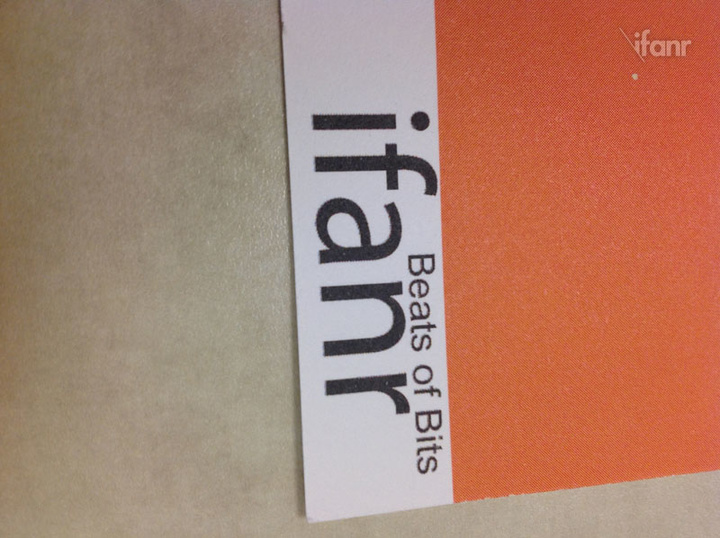 ifanr
Beats of Bits
ifanr